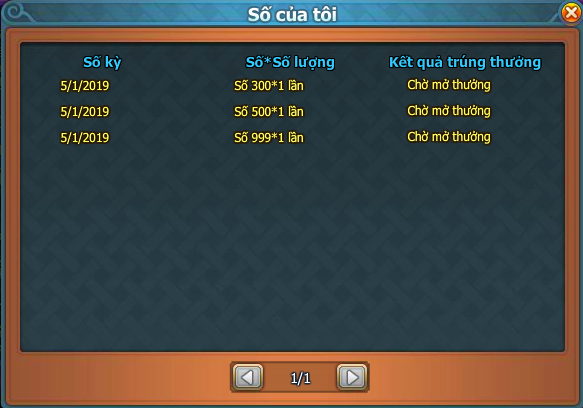 Số của tôi
Số kỳ Số*Số lượng Kết quả trúng thưởng
5/1/2019 Số 300*1 lần Chờ mở thưởng
5/1/2019 Số 500*1 lần Chờ mở thưởng
5/1/2019 Số 999*1 lần Chờ mở thưởng
1/1